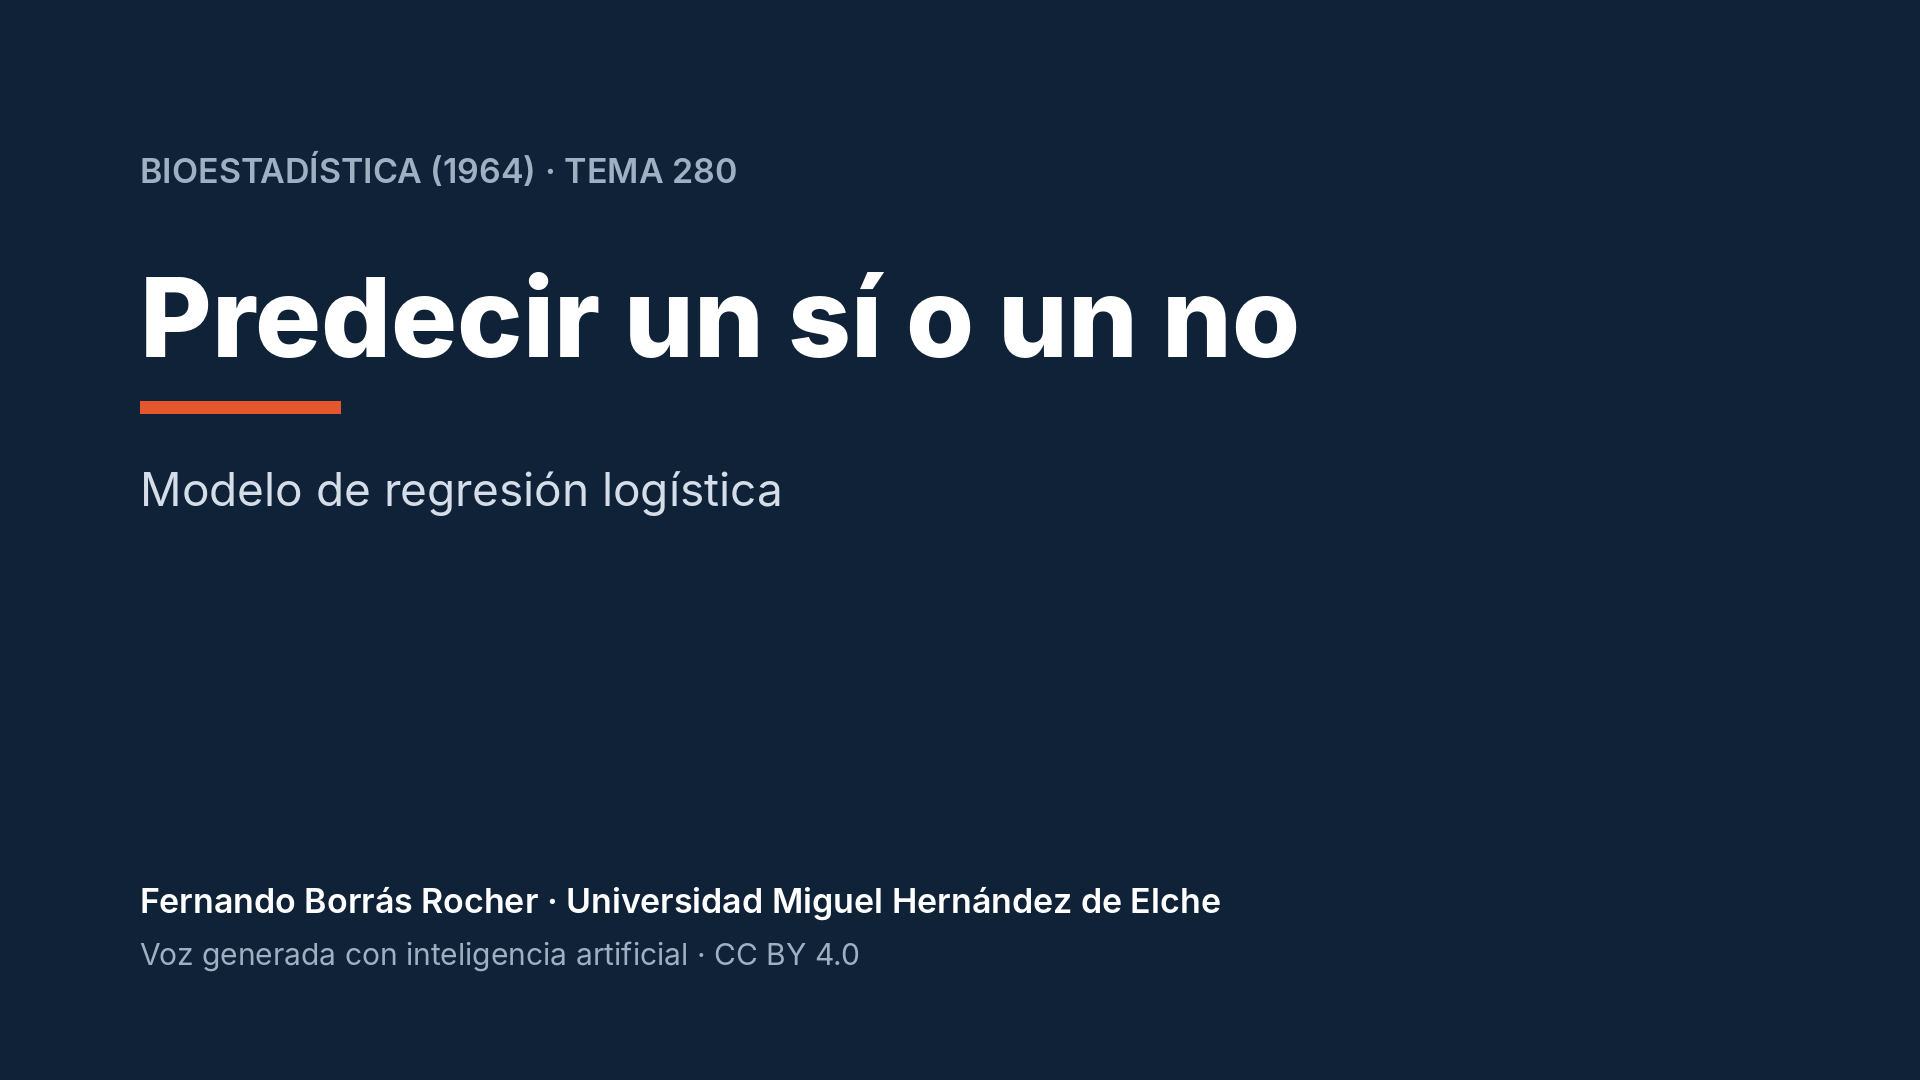 BIOESTADÍSTICA (1964) · TEMA 280
Predecir un sí o un no
Modelo de regresión logística
Fernando Borrás Rocher · Universidad Miguel Hernández de Elche
Voz generada con inteligencia artificial · CC BY 4.0